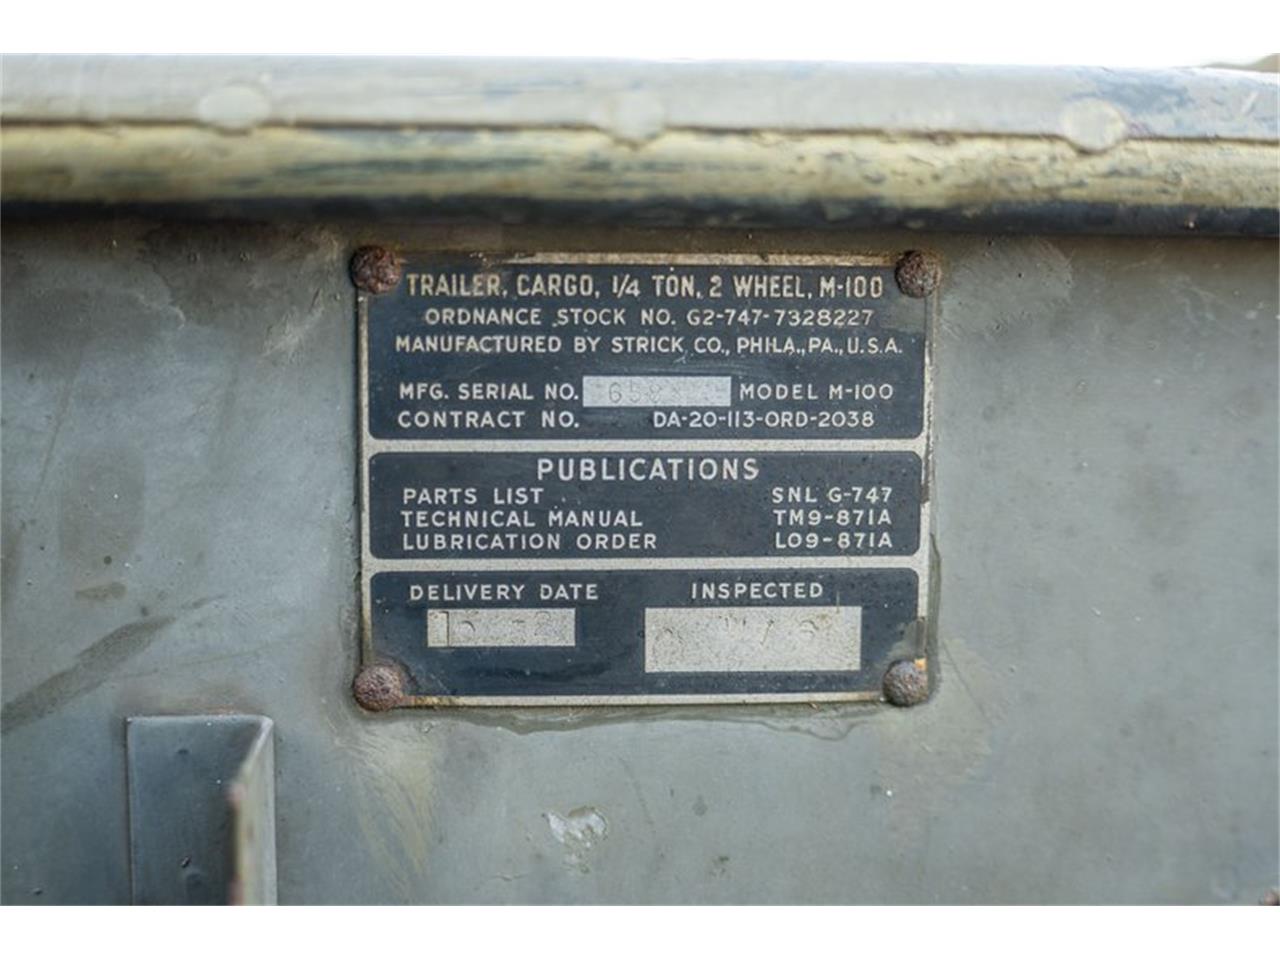 TRAILER, CARGO, 1/4 TON, 2 WHEEL, M-100
ORDNANCE STOCK NO. G2-747-7328227
MANUFACTURED BY STRICK CO., PHILA., PA., U.S.A.
MFG. SERIAL NO. MODEL M-100
CONTRACT NO. DA-20-113-ORD-2038
PUBLICATIONS
PARTS LIST SNL G-747
TECHNICAL MANUAL TM9-871A
LUBRICATION ORDER LO9-871A
DELIVERY DATE INSPECTED